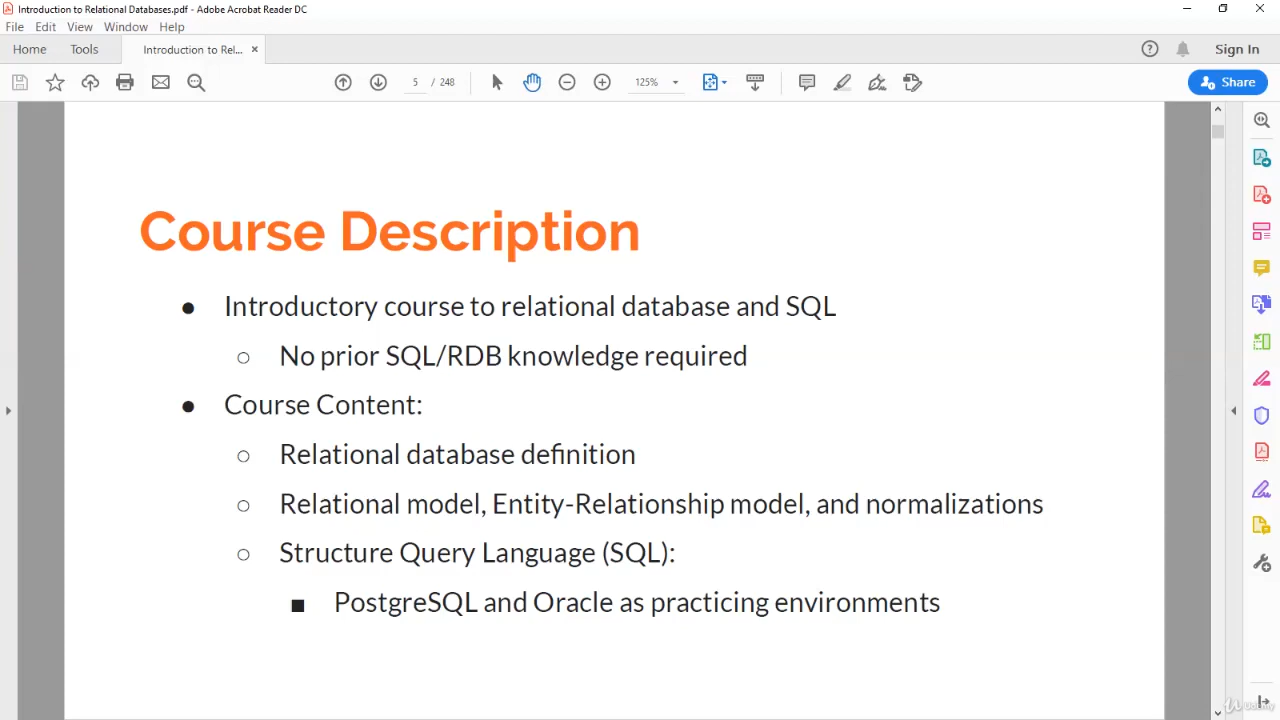 Introduction to Relational Databases.pdf - Adobe Acrobat Reader DC
File Edit View Window Help
Home Tools Introduction to Rel... × Sign In
5 / 248 125% Share
Course Description
● Introductory course to relational database and SQL
○ No prior SQL/RDB knowledge required
● Course Content:
○ Relational database definition
○ Relational model, Entity-Relationship model, and normalizations
○ Structure Query Language (SQL):
■ PostgreSQL and Oracle as practicing environments
Udemy